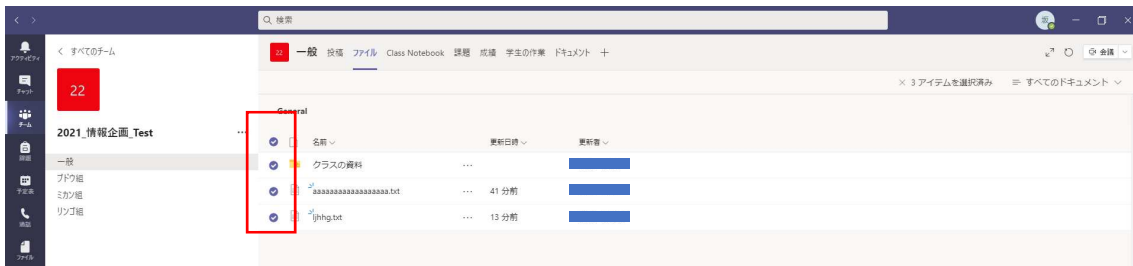 検索
坂
アクティビティ
チャット
チーム
課題
予定表
通話
ファイル
すべてのチーム
22
2021_情報企画_Test
一般
ブドウ組
ミカン組
リンゴ組
22 一般 投稿 ファイル Class Notebook 課題 成績 学生の作業 ドキュメント +
会議
× 3 アイテムを選択済み すべてのドキュメント
General
名前 更新日時 更新者
クラスの資料 ...
aaaaaaaaaaaaaaaaaa.txt ... 41 分前
ljhhg.txt ... 13 分前